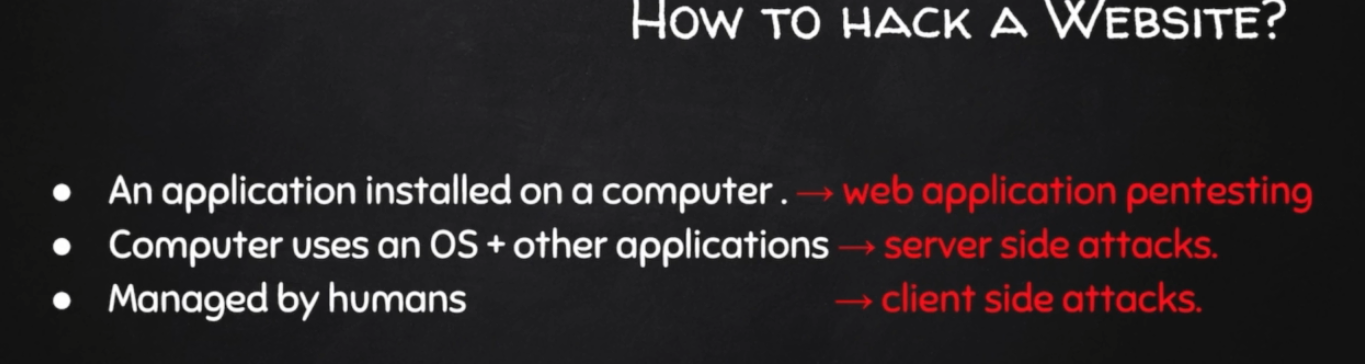 How to hack a Website?
● An application installed on a computer. → web application pentesting
● Computer uses an OS + other applications → server side attacks.
● Managed by humans → client side attacks.